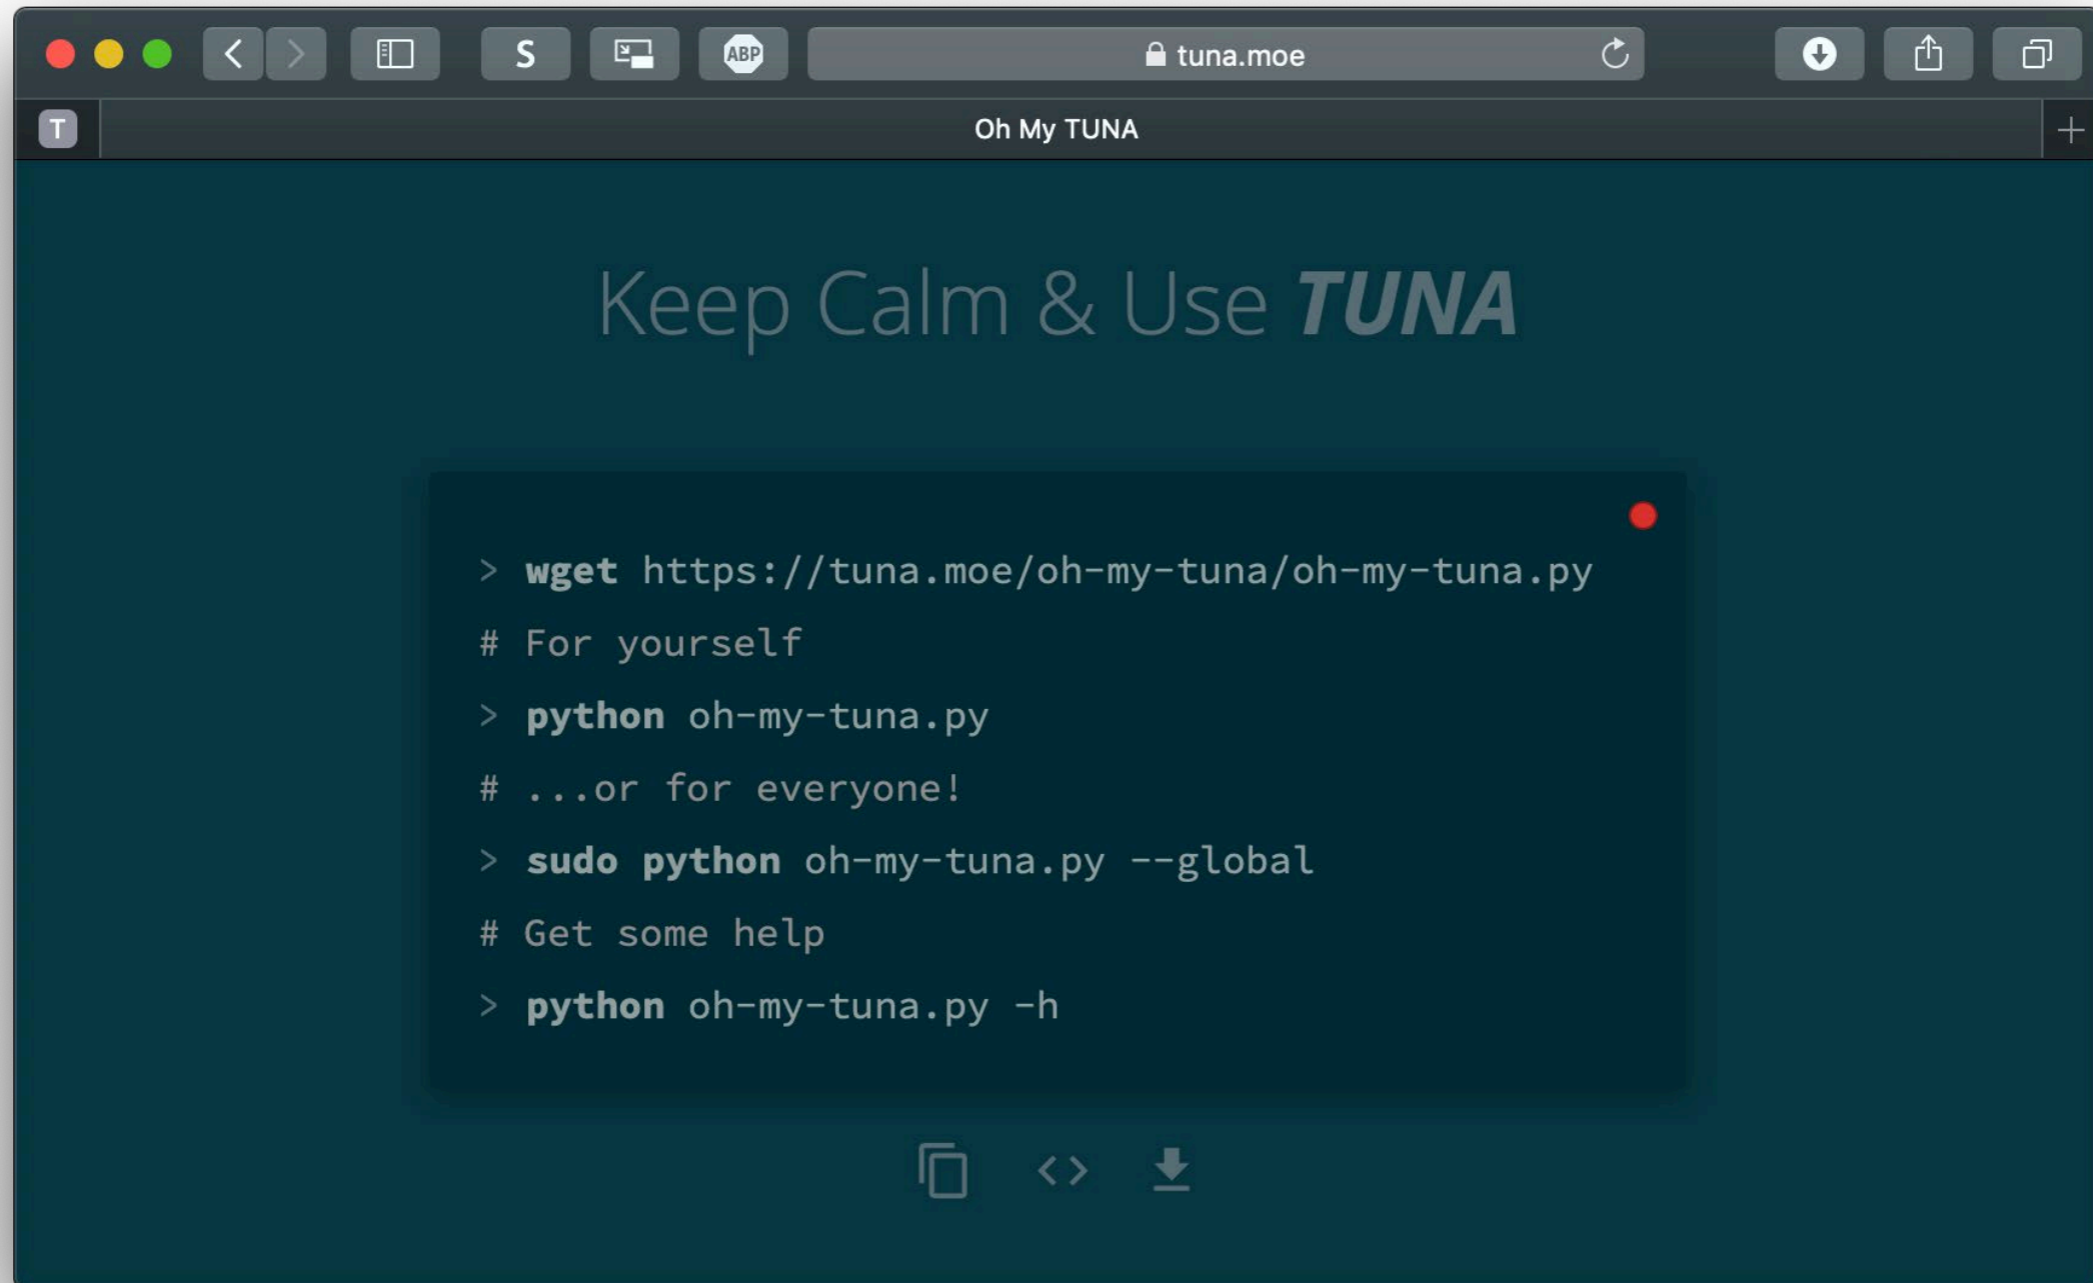 S
ABP
tuna.moe
T
Oh My TUNA
Keep Calm & Use TUNA
> wget https://tuna.moe/oh-my-tuna/oh-my-tuna.py
# For yourself
> python oh-my-tuna.py
# ...or for everyone!
> sudo python oh-my-tuna.py --global
# Get some help
> python oh-my-tuna.py -h